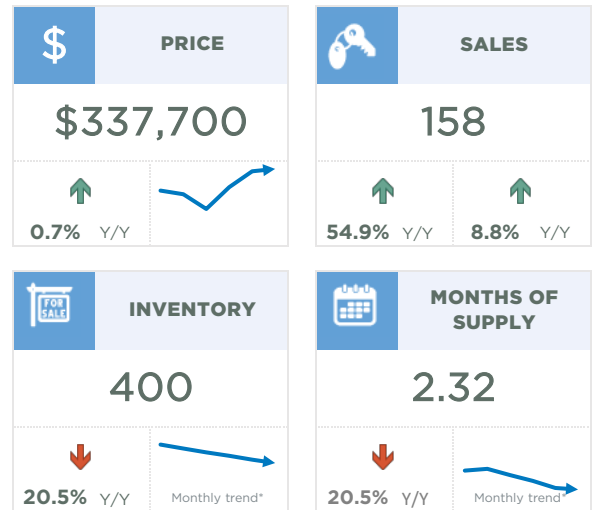 $
PRICE
$337,700
0.7% Y/Y
SALES
158
54.9% Y/Y
8.8% Y/Y
FOR
SALE
INVENTORY
400
20.5% Y/Y
Monthly trend*
MONTHS OF
SUPPLY
2.32
20.5% Y/Y
Monthly trend*